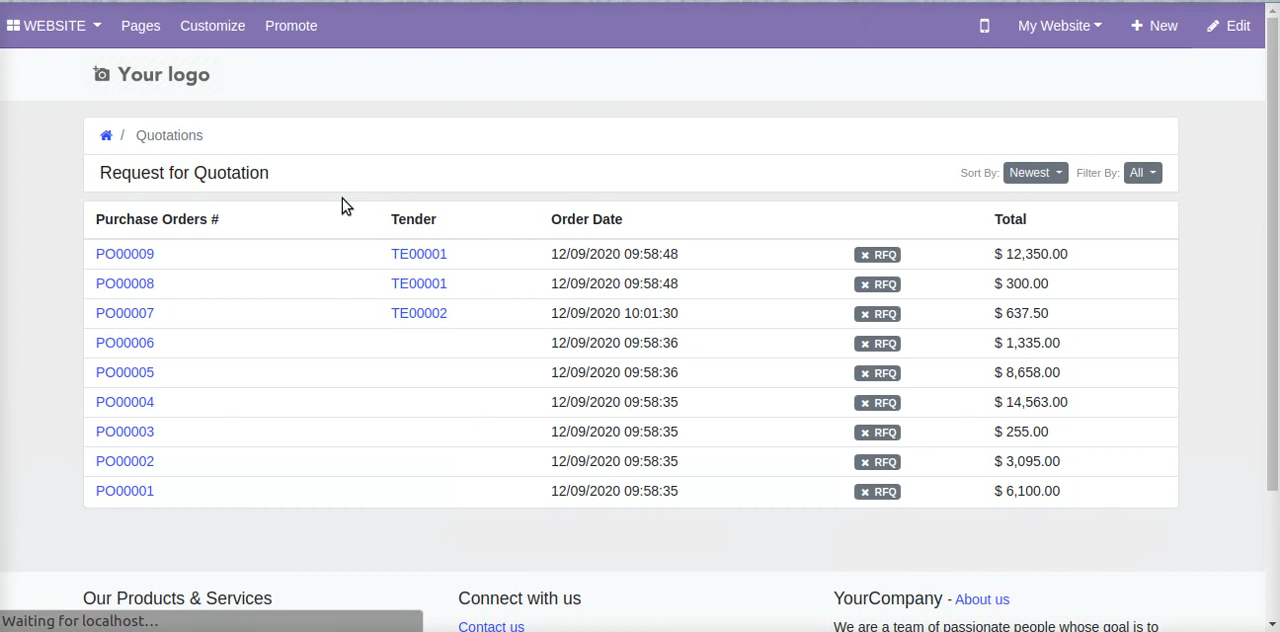 WEBSITE Pages Customize Promote My Website New Edit
Your logo
/ Quotations
Request for Quotation Sort By: Newest Filter By: All
Purchase Orders # Tender Order Date Total
PO00009 TE00001 12/09/2020 09:58:48 RFQ $ 12,350.00
PO00008 TE00001 12/09/2020 09:58:48 RFQ $ 300.00
PO00007 TE00002 12/09/2020 10:01:30 RFQ $ 637.50
PO00006 12/09/2020 09:58:36 RFQ $ 1,335.00
PO00005 12/09/2020 09:58:36 RFQ $ 8,658.00
PO00004 12/09/2020 09:58:35 RFQ $ 14,563.00
PO00003 12/09/2020 09:58:35 RFQ $ 255.00
PO00002 12/09/2020 09:58:35 RFQ $ 3,095.00
PO00001 12/09/2020 09:58:35 RFQ $ 6,100.00
Our Products & Services Connect with us YourCompany - About us
Waiting for localhost… Contact us We are a team of passionate people whose goal is to